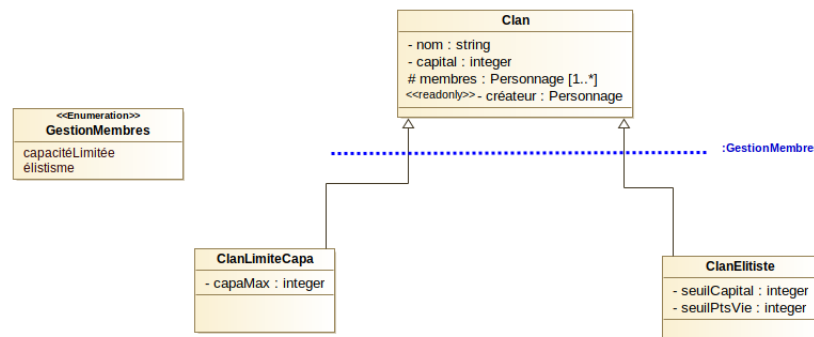 Clan
- nom : string
- capital : integer
# membres : Personnage [1..*]
<<readonly>> - créateur : Personnage
<<Enumeration>>
GestionMembres
capacitéLimitée
élistisme
:GestionMembres
ClanLimiteCapa
- capaMax : integer
ClanElitiste
- seuilCapital : integer
- seuilPtsVie : integer